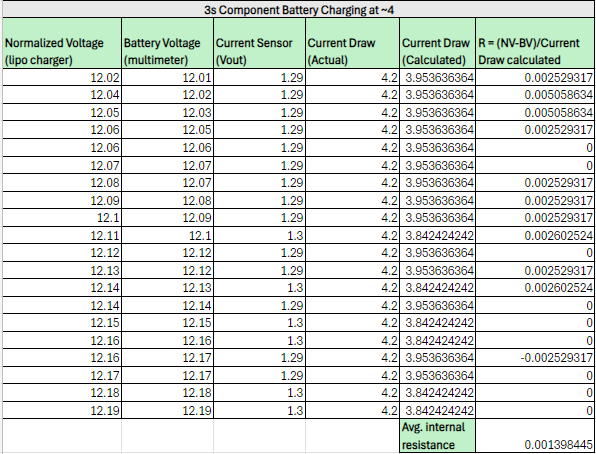 3s Component Battery Charging at ~4
Normalized Voltage (lipo charger) Battery Voltage (multimeter) Current Sensor (Vout) Current Draw (Actual) Current Draw (Calculated) R = (NV-BV)/Current Draw calculated
12.02 12.01 1.29 4.2 3.953636364 0.002529317
12.04 12.02 1.29 4.2 3.953636364 0.005058634
12.05 12.03 1.29 4.2 3.953636364 0.005058634
12.06 12.05 1.29 4.2 3.953636364 0.002529317
12.06 12.06 1.29 4.2 3.953636364 0
12.07 12.07 1.29 4.2 3.953636364 0
12.08 12.07 1.29 4.2 3.953636364 0.002529317
12.09 12.08 1.29 4.2 3.953636364 0.002529317
12.1 12.09 1.29 4.2 3.953636364 0.002529317
12.11 12.1 1.3 4.2 3.842424242 0.002602524
12.12 12.12 1.29 4.2 3.953636364 0
12.13 12.12 1.29 4.2 3.953636364 0.002529317
12.14 12.13 1.3 4.2 3.842424242 0.002602524
12.14 12.14 1.29 4.2 3.953636364 0
12.15 12.15 1.3 4.2 3.842424242 0
12.16 12.16 1.3 4.2 3.842424242 0
12.16 12.17 1.29 4.2 3.953636364 -0.002529317
12.17 12.17 1.29 4.2 3.953636364 0
12.18 12.18 1.3 4.2 3.842424242 0
12.19 12.19 1.3 4.2 3.842424242 0
Avg. internal resistance 0.001398445